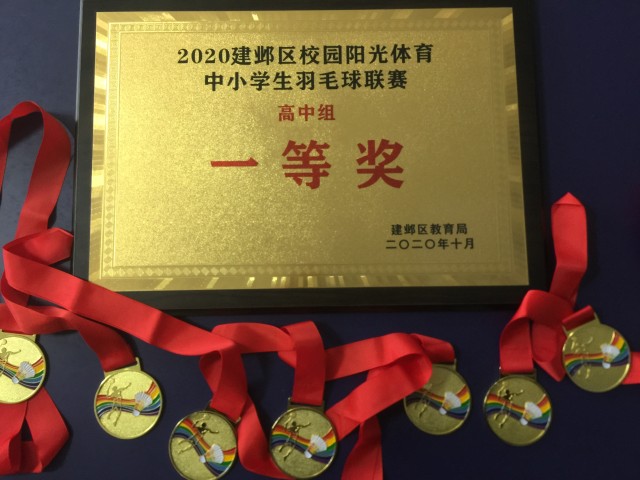 2020建邺区校园阳光体育
中小学生羽毛球联赛
高中组
一等奖
建邺区教育局
二〇二〇年十月